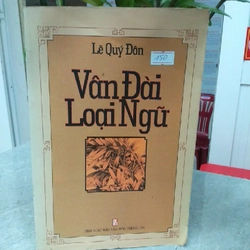 Lê Quý Đôn
Vân Đài
Loại Ngữ